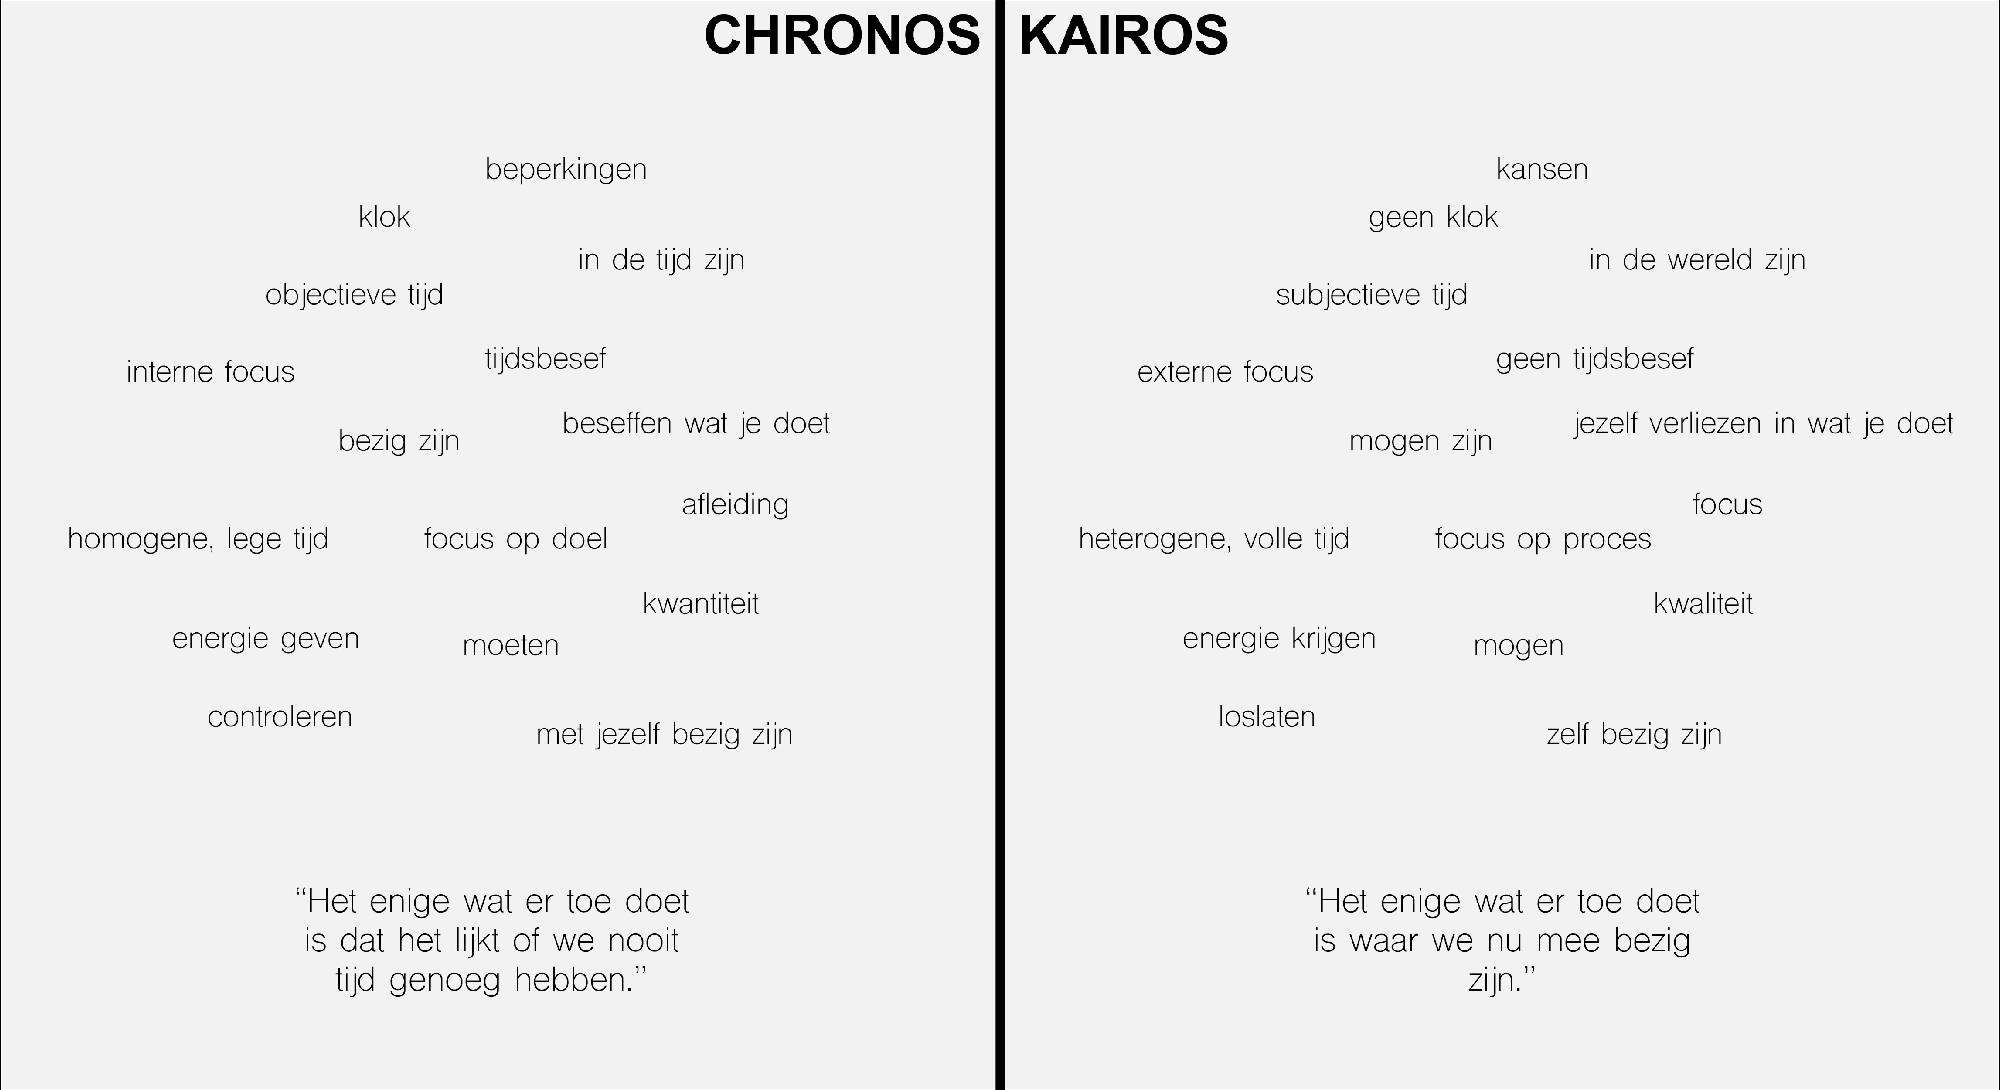 CHRONOS
beperkingen
klok
in de tijd zijn
objectieve tijd
tijdsbesef
interne focus
beseffen wat je doet
bezig zijn
afleiding
homogene, lege tijd
focus op doel
kwantiteit
energie geven
moeten
controleren
met jezelf bezig zijn
“Het enige wat er toe doet
is dat het lijkt of we nooit
tijd genoeg hebben.”
KAIROS
kansen
geen klok
in de wereld zijn
subjectieve tijd
geen tijdsbesef
externe focus
jezelf verliezen in wat je doet
mogen zijn
focus
heterogene, volle tijd
focus op proces
kwaliteit
energie krijgen
mogen
loslaten
zelf bezig zijn
“Het enige wat er toe doet
is waar we nu mee bezig
zijn.”